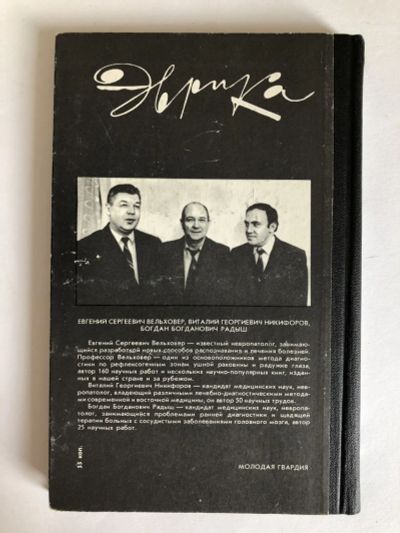 Эврика
ЕВГЕНИЙ СЕРГЕЕВИЧ ВЕЛЬХОВЕР, ВИТАЛИЙ ГЕОРГИЕВИЧ НИКИФОРОВ,
БОГДАН БОГДАНОВИЧ РАДЫШ
Евгений Сергеевич Вельховер — известный невропатолог, занимаю-
щийся разработкой новых способов распознавания и лечения болезней.
Профессор Вельховер — один из основоположников метода диагнос-
тики по рефлексогенным зонам ушной раковины и радужке глаза,
автор 160 научных работ и нескольких научно-популярных книг, издан-
ных в нашей стране и за рубежом.
Виталий Георгиевич Никифоров — кандидат медицинских наук, нев-
ропатолог, владеющий различными лечебно-диагностическими метода-
ми современной и восточной медицины, он автор 50 научных трудов.
Богдан Богданович Радыш — кандидат медицинских наук, невропа-
толог, занимающийся проблемами ранней диагностики и щадящей
терапии больных с сосудистыми заболеваниями головного мозга, автор
25 научных работ.
55 коп.
МОЛОДАЯ ГВАРДИЯ